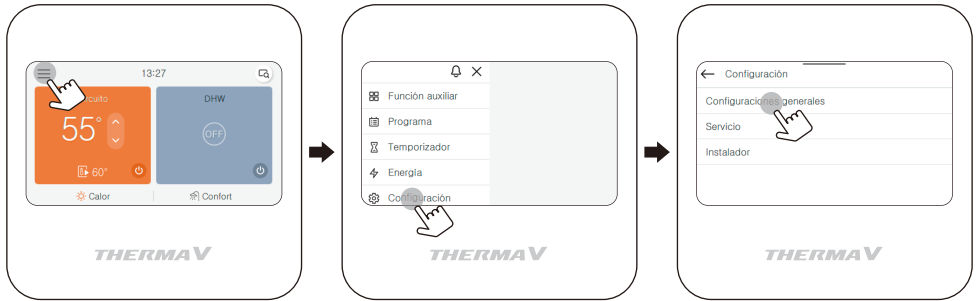 13:27
Circuito
DHW
55°
OFF
60°
Calor
Confort
THERMAV
Función auxiliar
Programa
Temporizador
Energía
Configuración
THERMAV
Configuración
Configuraciones generales
Servicio
Instalador
THERMAV